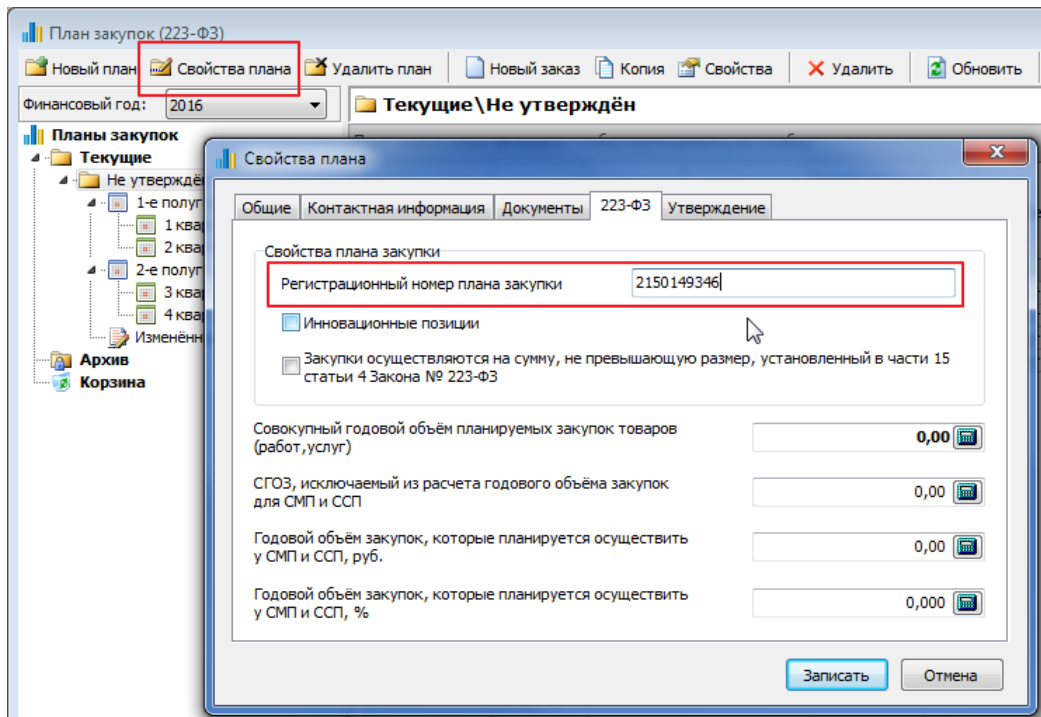 План закупок (223-ФЗ)
Новый план Свойства плана Удалить план Новый заказ Копия Свойства Удалить Обновить
Финансовый год: 2016
Текущие\Не утверждён
Планы закупок
Текущие
Не утверждё
1-е полуг
1 ква
2 ква
2-е полуг
3 ква
4 ква
Изменённ
Архив
Корзина
Свойства плана
Общие Контактная информация Документы 223-ФЗ Утверждение
Свойства плана закупки
Регистрационный номер плана закупки 2150149346
Инновационные позиции
Закупки осуществляются на сумму, не превышающую размер, установленный в части 15
статьи 4 Закона № 223-ФЗ
Совокупный годовой объём планируемых закупок товаров
(работ,услуг)
0,00
СГОЗ, исключаемый из расчета годового объёма закупок
для СМП и ССП
0,00
Годовой объём закупок, которые планируется осуществить
у СМП и ССП, руб.
0,00
Годовой объём закупок, которые планируется осуществить
у СМП и ССП, %
0,000
Записать Отмена